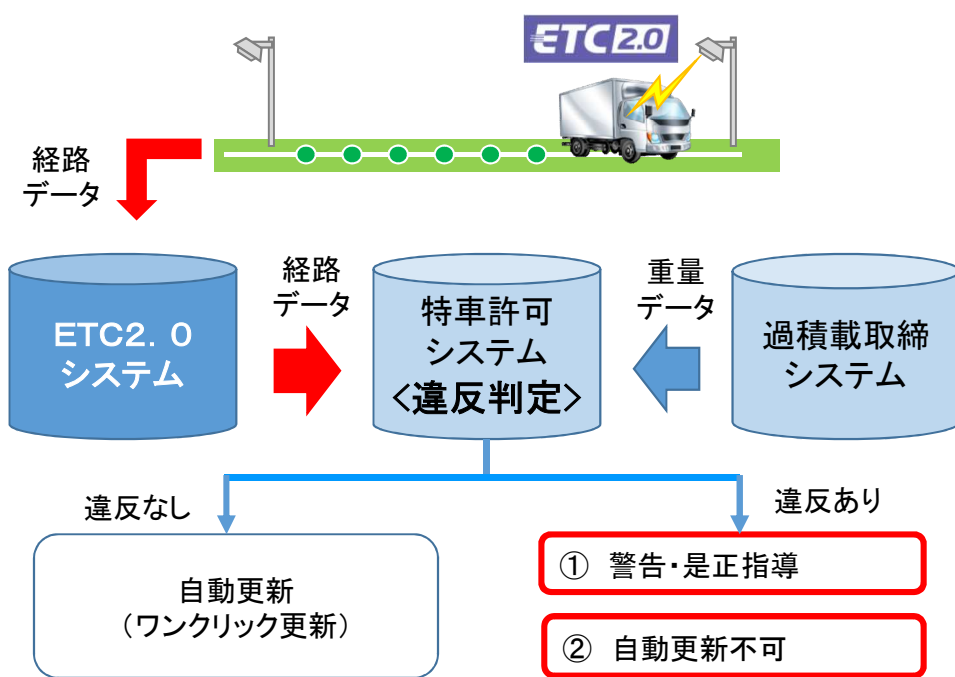 ETC2.0
経路
データ
ETC2．0
システム
経路
データ
特車許可
システム
<違反判定>
重量
データ
過積載取締
システム
違反なし
違反あり
自動更新
（ワンクリック更新）
① 警告・是正指導
② 自動更新不可